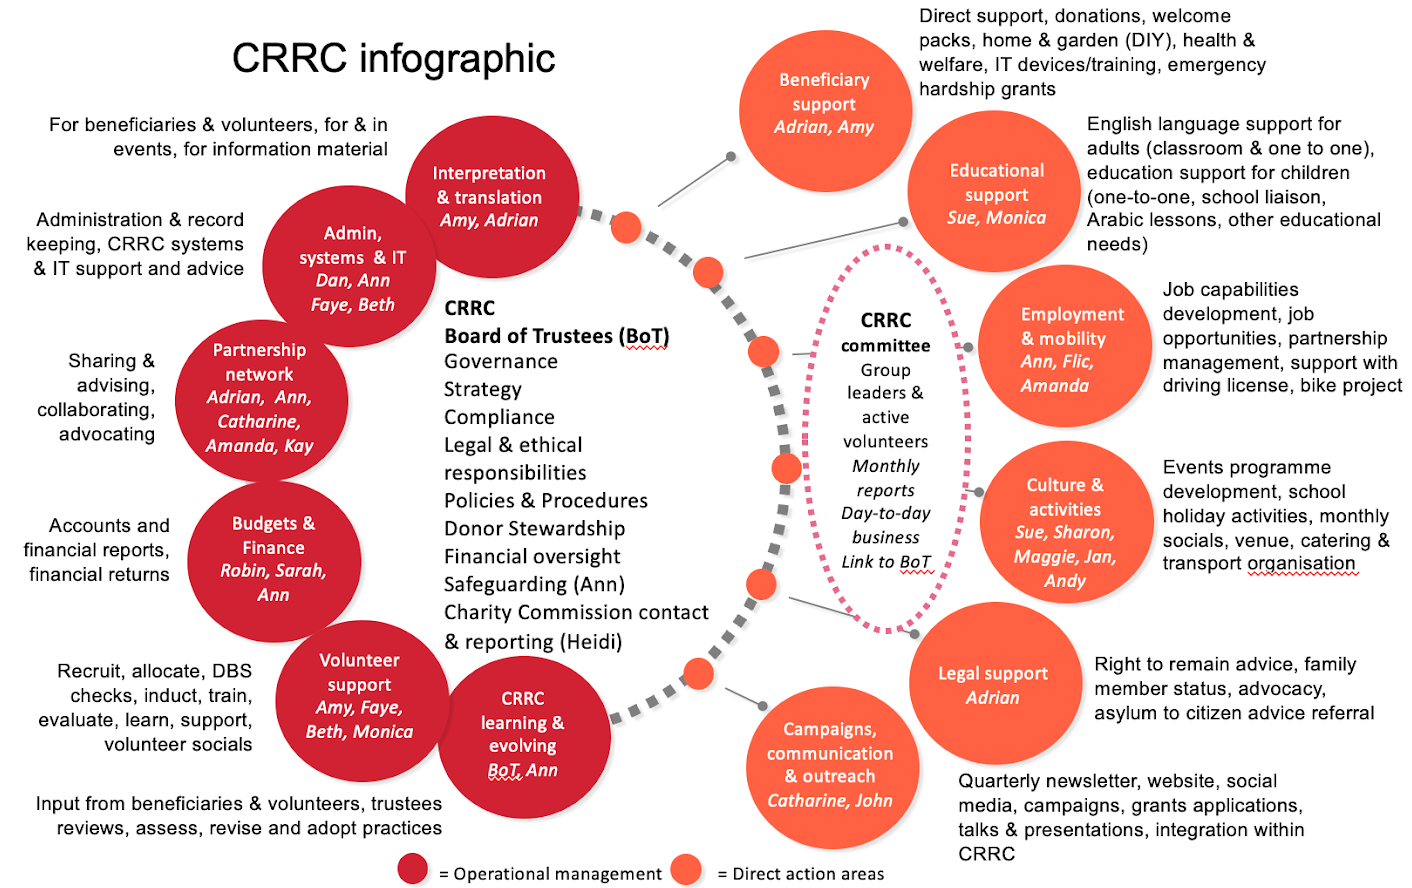 CRRC infographic
For beneficiaries & volunteers, for & in
events, for information material
Interpretation
& translation
Amy, Adrian
Administration & record
keeping, CRRC systems
& IT support and advice
Admin,
systems & IT
Dan, Ann
Faye, Beth
Sharing &
advising,
collaborating,
advocating
Partnership
network
Adrian, Ann,
Catharine,
Amanda, Kay
Accounts and
financial reports,
financial returns
Budgets &
Finance
Robin, Sarah,
Ann
Recruit, allocate, DBS
checks, induct, train,
evaluate, learn, support,
volunteer socials
Volunteer
support
Amy, Faye,
Beth, Monica
Input from beneficiaries & volunteers, trustees
reviews, assess, revise and adopt practices
CRRC
learning &
evolving
BoT, Ann
CRRC
Board of Trustees (BoT)
Governance
Strategy
Compliance
Legal & ethical
responsibilities
Policies & Procedures
Donor Stewardship
Financial oversight
Safeguarding (Ann)
Charity Commission contact
& reporting (Heidi)
CRRC
committee
Group
leaders &
active
volunteers
Monthly
reports
Day-to-day
business
Link to BoT
Beneficiary
support
Adrian, Amy
Direct support, donations, welcome
packs, home & garden (DIY), health &
welfare, IT devices/training, emergency
hardship grants
Educational
support
Sue, Monica
English language support for
adults (classroom & one to one),
education support for children
(one-to-one, school liaison,
Arabic lessons, other educational
needs)
Employment
& mobility
Ann, Flic,
Amanda
Job capabilities
development, job
opportunities, partnership
management, support with
driving license, bike project
Culture &
activities
Sue, Sharon,
Maggie, Jan,
Andy
Events programme
development, school
holiday activities, monthly
socials, venue, catering &
transport organisation
Legal support
Adrian
Right to remain advice, family
member status, advocacy,
asylum to citizen advice referral
Campaigns,
communication
& outreach
Catharine, John
Quarterly newsletter, website, social
media, campaigns, grants applications,
talks & presentations, integration within
CRRC
= Operational management
= Direct action areas